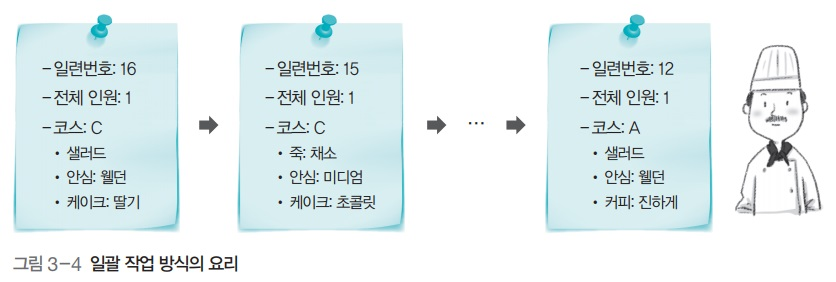 – 일련번호: 16
– 전체 인원: 1
– 코스: C
• 샐러드
• 안심: 웰던
• 케이크: 딸기
– 일련번호: 15
– 전체 인원: 1
– 코스: C
• 죽: 채소
• 안심: 미디엄
• 케이크: 초콜릿
…
– 일련번호: 12
– 전체 인원: 1
– 코스: A
• 샐러드
• 안심: 웰던
• 커피: 진하게
그림 3-4 일괄 작업 방식의 요리